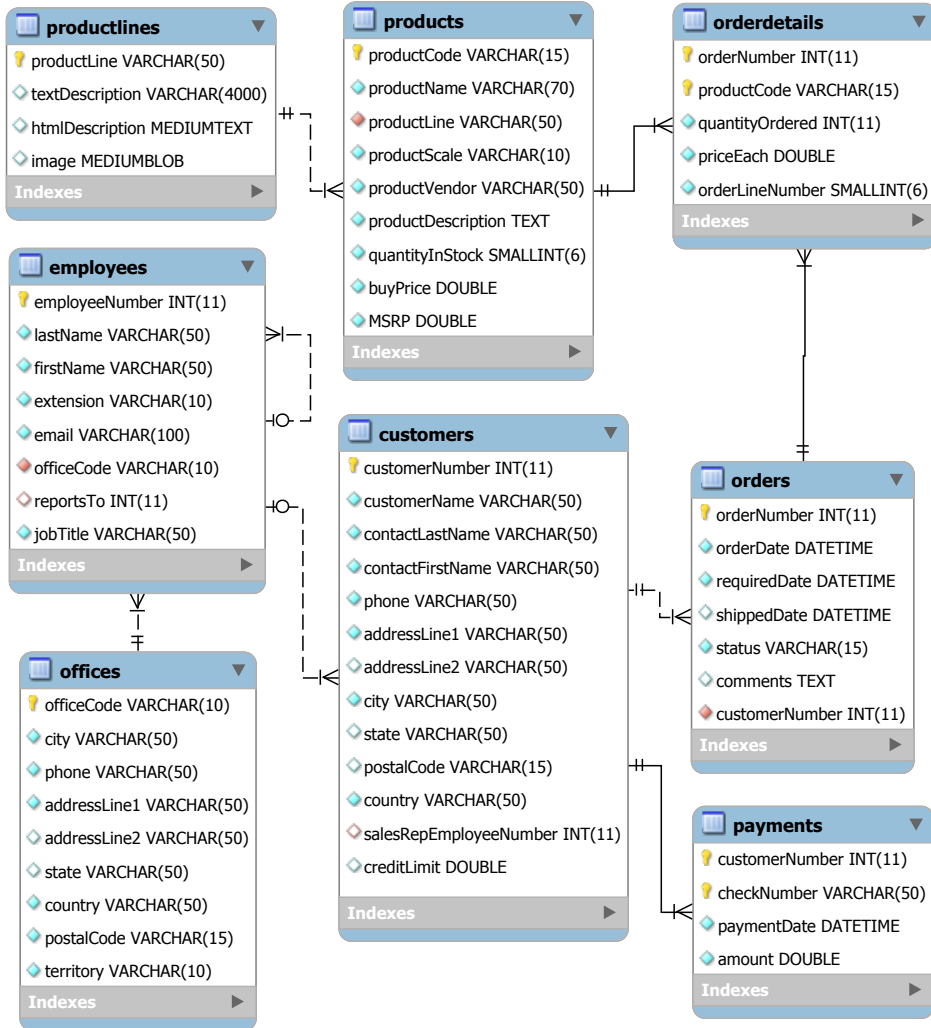 productlines
productLine VARCHAR(50)
textDescription VARCHAR(4000)
htmlDescription MEDIUMTEXT
image MEDIUMBLOB
Indexes
products
productCode VARCHAR(15)
productName VARCHAR(70)
productLine VARCHAR(50)
productScale VARCHAR(10)
productVendor VARCHAR(50)
productDescription TEXT
quantityInStock SMALLINT(6)
buyPrice DOUBLE
MSRP DOUBLE
Indexes
orderdetails
orderNumber INT(11)
productCode VARCHAR(15)
quantityOrdered INT(11)
priceEach DOUBLE
orderLineNumber SMALLINT(6)
Indexes
employees
employeeNumber INT(11)
lastName VARCHAR(50)
firstName VARCHAR(50)
extension VARCHAR(10)
email VARCHAR(100)
officeCode VARCHAR(10)
reportsTo INT(11)
jobTitle VARCHAR(50)
Indexes
customers
customerNumber INT(11)
customerName VARCHAR(50)
contactLastName VARCHAR(50)
contactFirstName VARCHAR(50)
phone VARCHAR(50)
addressLine1 VARCHAR(50)
addressLine2 VARCHAR(50)
city VARCHAR(50)
state VARCHAR(50)
postalCode VARCHAR(15)
country VARCHAR(50)
salesRepEmployeeNumber INT(11)
creditLimit DOUBLE
Indexes
orders
orderNumber INT(11)
orderDate DATETIME
requiredDate DATETIME
shippedDate DATETIME
status VARCHAR(15)
comments TEXT
customerNumber INT(11)
Indexes
offices
officeCode VARCHAR(10)
city VARCHAR(50)
phone VARCHAR(50)
addressLine1 VARCHAR(50)
addressLine2 VARCHAR(50)
state VARCHAR(50)
country VARCHAR(50)
postalCode VARCHAR(15)
territory VARCHAR(10)
Indexes
payments
customerNumber INT(11)
checkNumber VARCHAR(50)
paymentDate DATETIME
amount DOUBLE
Indexes